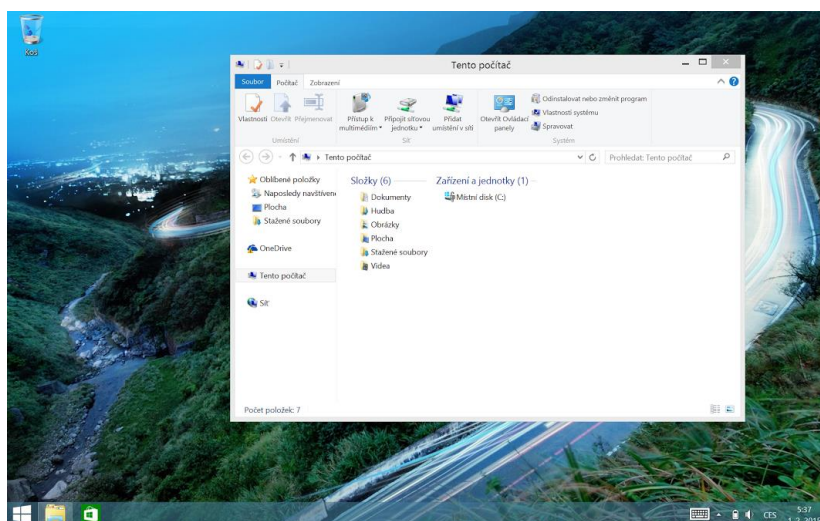 Koš
Tento počítač
Soubor Počítač Zobrazení
Vlastnosti Otevřít Přejmenovat
Umístění
Přístup k multimédiím
Připojit síťovou jednotku
Přidat umístění v síti
Síť
Otevřít Ovládací panely
Odinstalovat nebo změnit program
Vlastnosti systému
Spravovat
Systém
Tento počítač
Prohledat: Tento počítač
Oblíbené položky
Naposledy navštíven
Plocha
Stažené soubory
OneDrive
Tento počítač
Síť
Složky (6)
Dokumenty
Hudba
Obrázky
Plocha
Stažené soubory
Videa
Zařízení a jednotky (1)
Místní disk (C:)
Počet položek: 7
CES
5:37